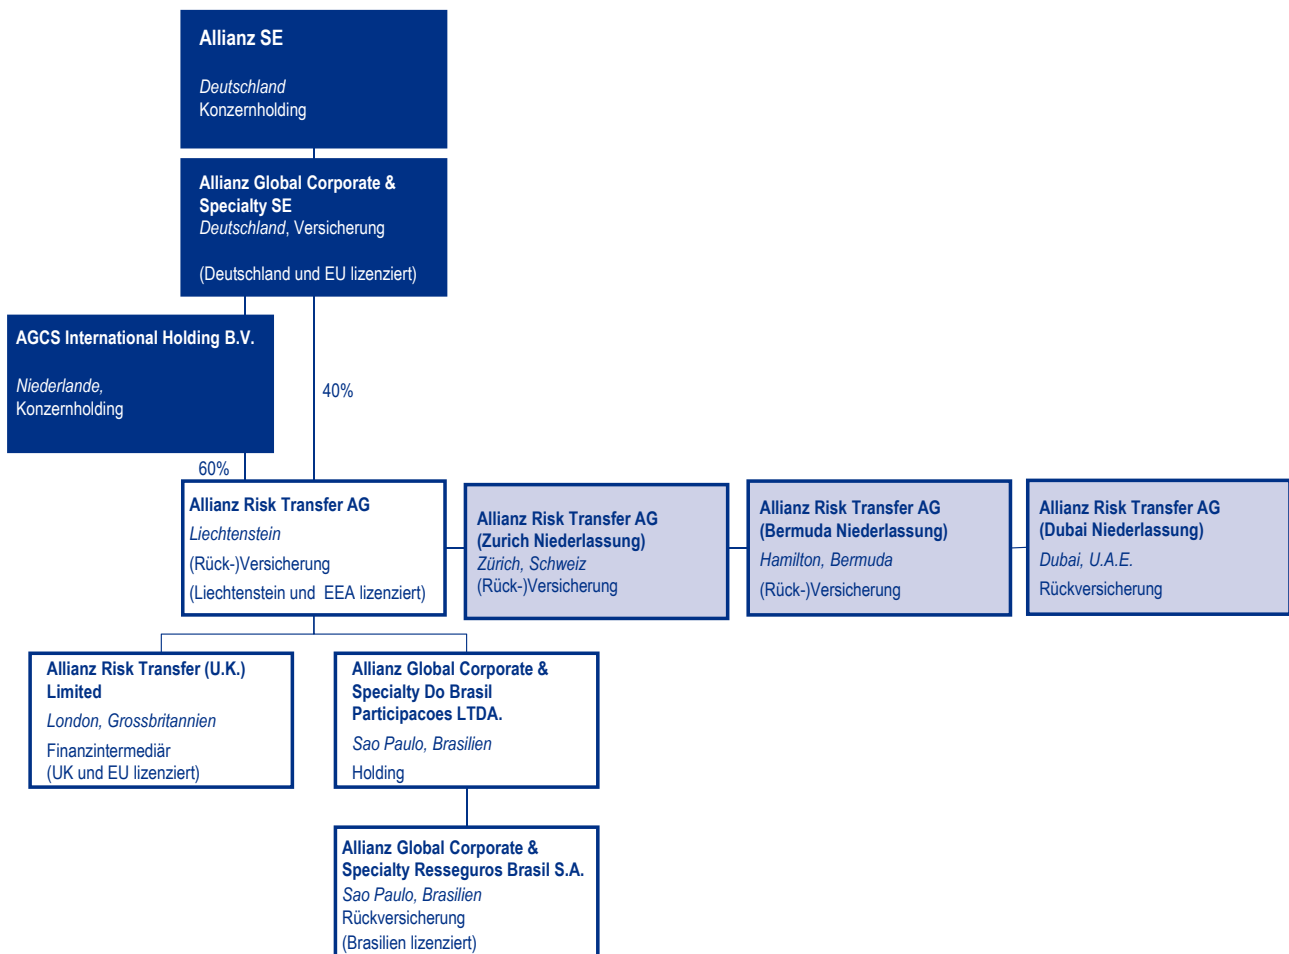 Allianz SE
Deutschland
Konzernholding
Allianz Global Corporate &
Specialty SE
Deutschland, Versicherung
(Deutschland und EU lizenziert)
AGCS International Holding B.V.
Niederlande,
Konzernholding
40%
60%
Allianz Risk Transfer AG
Liechtenstein
(Rück-)Versicherung
(Liechtenstein und EEA lizenziert)
Allianz Risk Transfer AG
(Zurich Niederlassung)
Zürich, Schweiz
(Rück-)Versicherung
Allianz Risk Transfer AG
(Bermuda Niederlassung)
Hamilton, Bermuda
(Rück-)Versicherung
Allianz Risk Transfer AG
(Dubai Niederlassung)
Dubai, U.A.E.
Rückversicherung
Allianz Risk Transfer (U.K.)
Limited
London, Grossbritannien
Finanzintermediär
(UK und EU lizenziert)
Allianz Global Corporate &
Specialty Do Brasil
Participacoes LTDA.
Sao Paulo, Brasilien
Holding
Allianz Global Corporate &
Specialty Resseguros Brasil S.A.
Sao Paulo, Brasilien
Rückversicherung
(Brasilien lizenziert)